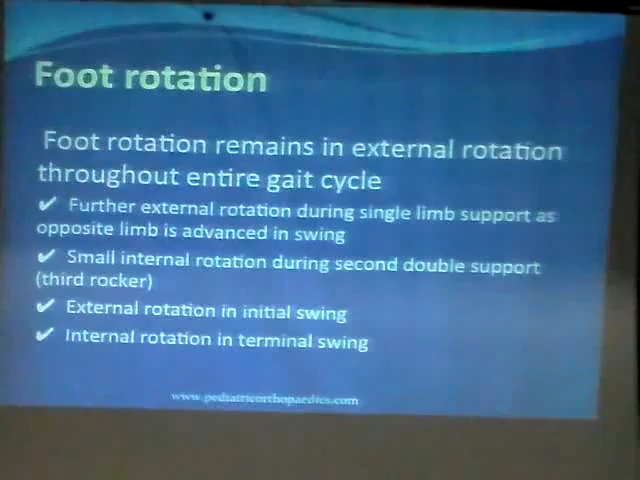 Foot rotation
Foot rotation remains in external rotation
throughout entire gait cycle
✔ Further external rotation during single limb support as
opposite limb is advanced in swing
✔ Small internal rotation during second double support
(third rocker)
✔ External rotation in initial swing
✔ Internal rotation in terminal swing
www.pediatricorthopaedics.com